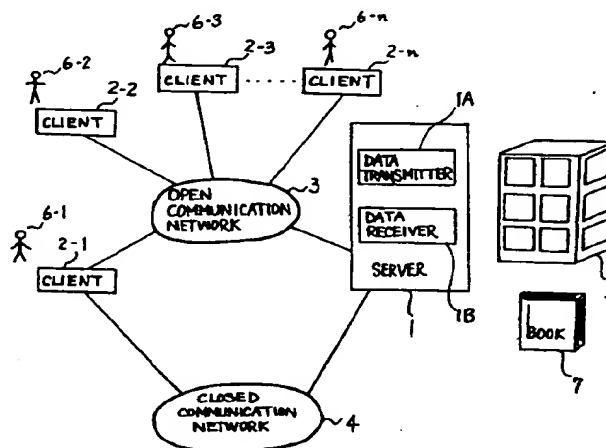 6-1
6-2
6-3
6-n
2-1
CLIENT
2-2
CLIENT
2-3
CLIENT
2-n
CLIENT
OPEN
COMMUNICATION
NETWORK
3
1A
DATA
TRANSMITTER
DATA
RECEIVER
SERVER
1
1B
BOOK
7
CLOSED
COMMUNICATION
NETWORK
4